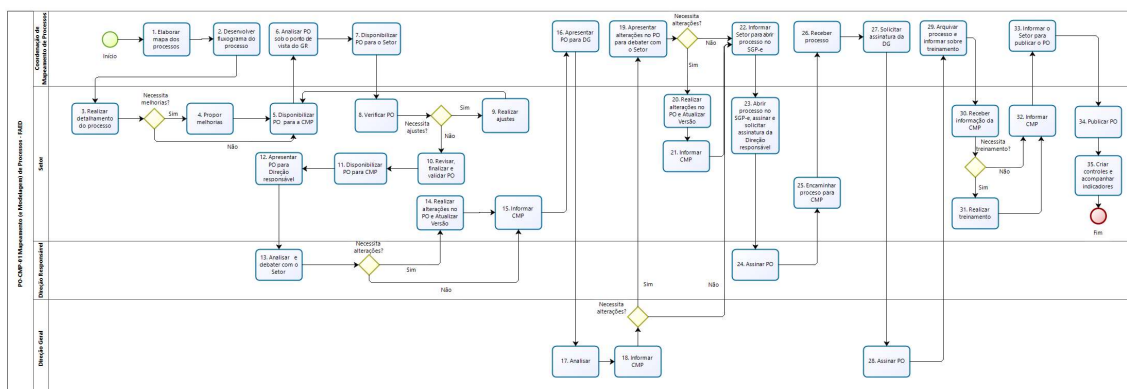 PO-CMP-01 Mapeamento (e Modelagem) de Processos - FAED
Coordenação de
Mapeamento de Processos
Início
1. Elaborar
mapa dos
processos
2. Desenvolver
fluxograma do
processo
6. Analisar PO
sob o ponto de
vista do GR
7. Disponibilizar
PO para o Setor
16. Apresentar
PO para DG
19. Apresentar
alterações no PO
para debater com
o Setor
Necessita
alterações?
Não
Sim
22. Informar
Setor para abrir
processo no
SGP-e
26. Receber
processo
27. Solicitar
assinatura da
DG
29. Arquivar
processo a
informar sobre
treinamento
33. Informar o
Setor para
publicar o PO
Setor
3. Realizar
detalhamento
do processo
Necessita
melhorias?
Sim
Não
4. Propor
melhorias
5. Disponibilizar
PO para a CMP
8. Verificar PO
Necessita
ajustes?
Sim
Não
9. Realizar
ajustes
10. Revisar,
finalizar e
validar PO
11. Disponibilizar
PO para CMP
12. Apresentar
PO para
Direção
responsável
14. Realizar
alterações no
PO e Atualizar
Versão
15. Informar
CMP
20. Realizar
alterações no
PO e Atualizar
Versão
21. Informar
CMP
23. Abrir
processo no
SGP-e, assinar e
solicitar
assinatura da
Direção
responsável
25. Encaminhar
proceso para
CMP
30. Receber
informação da
CMP
Necessita
treinamento?
Não
Sim
31. Realizar
treinamento
32. Informar
CMP
34. Publicar PO
35. Criar
controles e
acompanhar
indicadores
Fim
Direção Responsável
13. Analisar e
debater com o
Setor
Necessita
alterações?
Sim
Não
24. Assinar PO
Direção Geral
17. Analisar
18. Informar
CMP
Necessita
alterações?
Sim
Não
28. Assinar PO